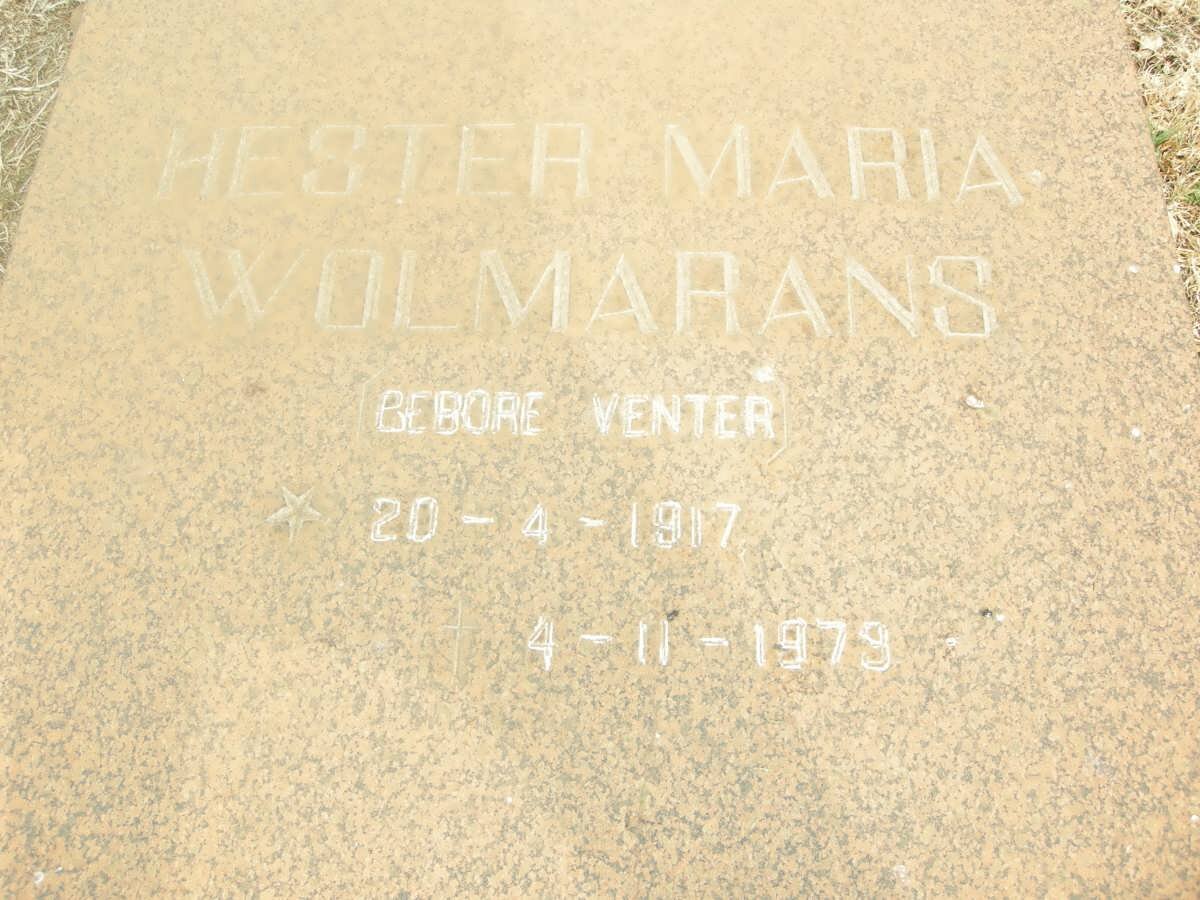 HESTER MARIA
WOLMARANS
(GEBORE VENTER)
20 - 4 - 1917
4 - 11 - 1979